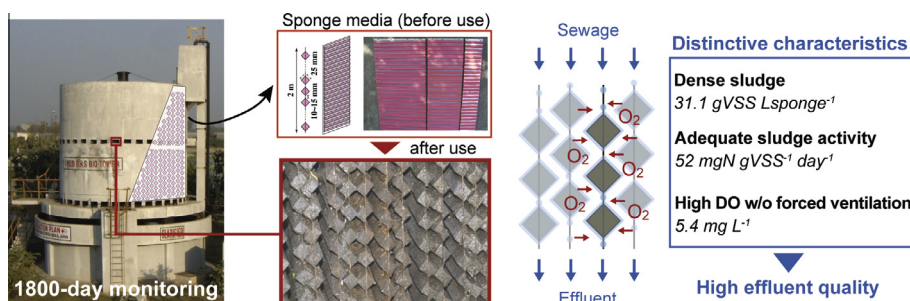 Sponge media (before use)
25 mm
2 m
10~15 mm
after use
1800-day monitoring
Sewage
O2
O2
O2
O2
O2
Effluent
Distinctive characteristics
Dense sludge
31.1 gVSS Lsponge-1
Adequate sludge activity
52 mgN gVSS-1 day-1
High DO w/o forced ventilation
5.4 mg L-1
High effluent quality